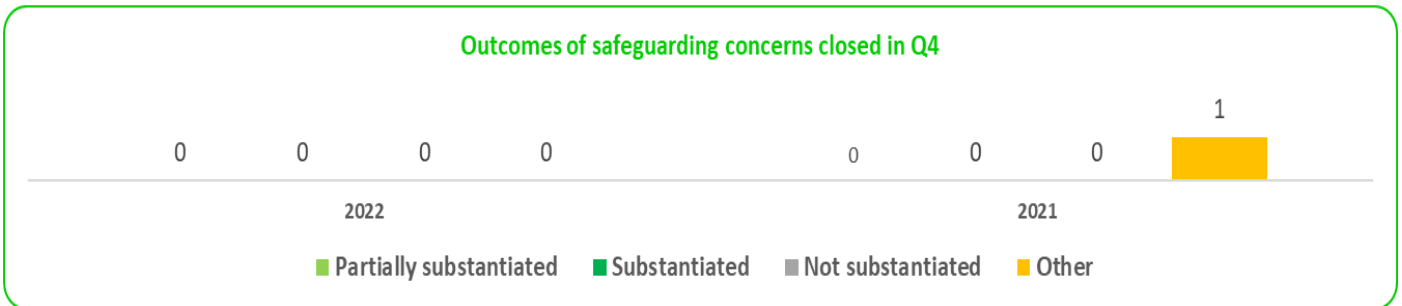 Outcomes of safeguarding concerns closed in Q4
1
0 0 0 0 0 0 0
2022 2021
Partially substantiated Substantiated Not substantiated Other